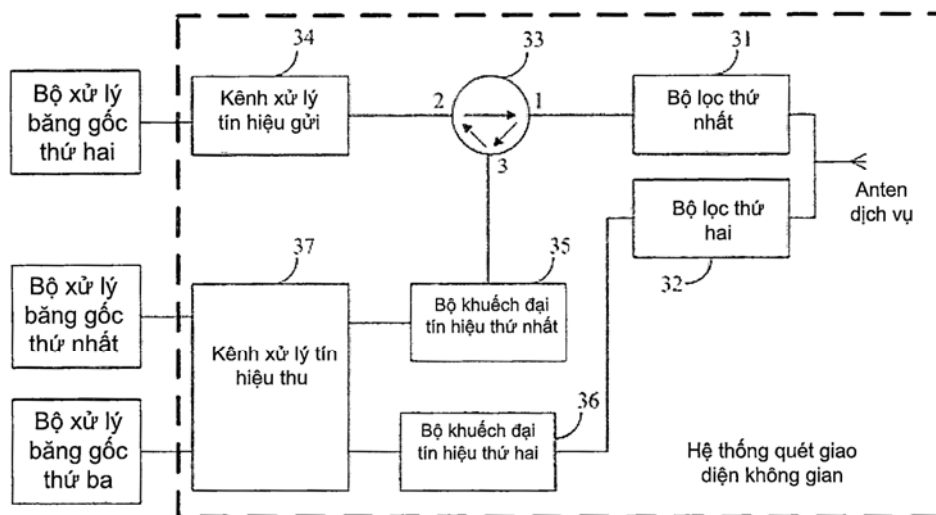 34
33
31
Bộ xử lý
băng gốc
thứ hai
Kênh xử lý
tín hiệu gửi
2
1
3
Bộ lọc thứ
nhất
Anten
dịch vụ
Bộ lọc thứ
hai
32
37
35
Bộ xử lý
băng gốc
thứ nhất
Kênh xử lý tín
hiệu thu
Bộ khuếch đại
tín hiệu thứ nhất
36
Bộ xử lý
băng gốc
thứ ba
Bộ khuếch đại
tín hiệu thứ hai
Hệ thống quét giao
diện không gian